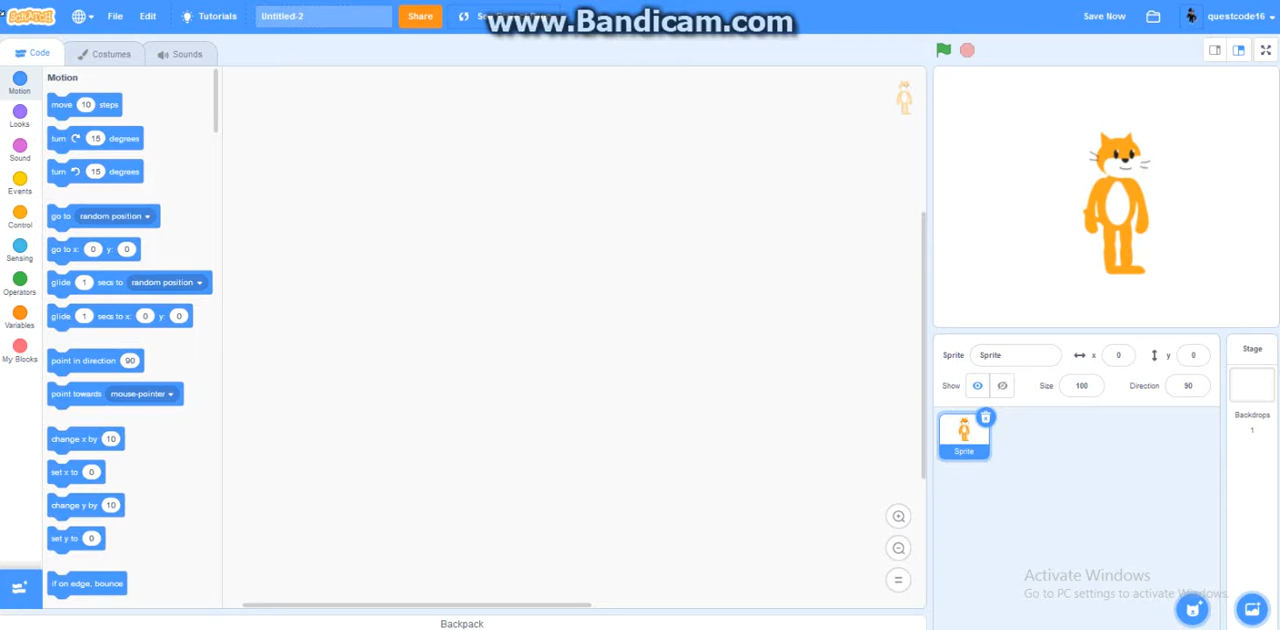 SCRATCH
File
Edit
Tutorials
Untitled-2
Share
www.Bandicam.com
Save Now
questcode16
Code
Costumes
Sounds
Motion
Looks
Sound
Events
Control
Sensing
Operators
Variables
My Blocks
Motion
move 10 steps
turn 15 degrees
turn 15 degrees
go to random position
go to x: 0 y: 0
glide 1 secs to random position
glide 1 secs to x: 0 y: 0
point in direction 90
point towards mouse-pointer
change x by 10
set x to 0
change y by 10
set y to 0
if on edge, bounce
Backpack
Sprite Sprite x 0 y 0
Show Size 100 Direction 90
Sprite
Stage
Backdrops
1
Activate Windows
Go to PC settings to activate Windows.